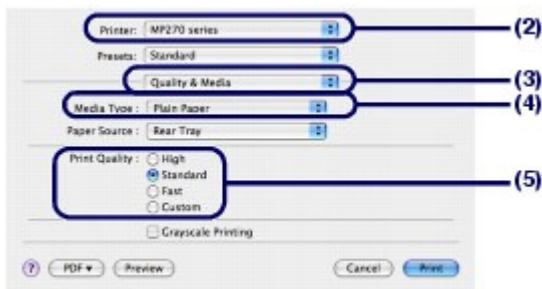 Printer: MP270 series (2)
Presets: Standard
Quality & Media (3)
Media Type : Plain Paper (4)
Paper Source : Rear Tray
Print Quality : High
Standard (5)
Fast
Custom
Grayscale Printing
? PDF Preview Cancel Print